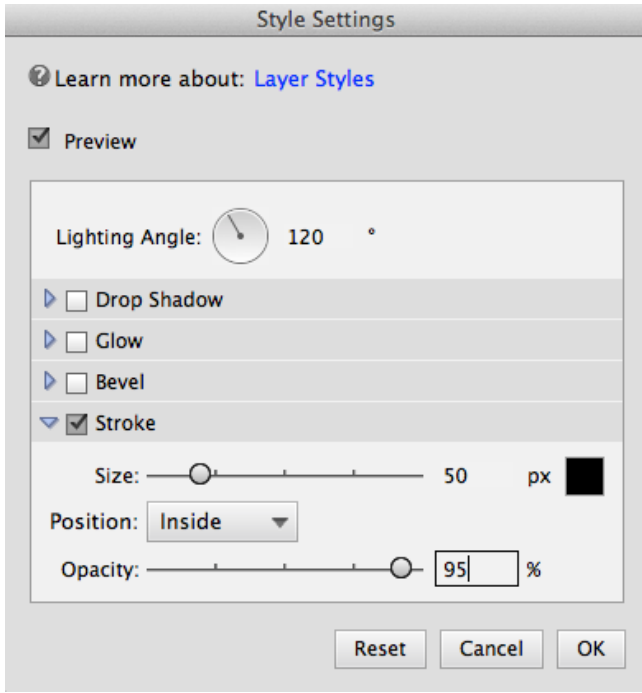 Style Settings
? Learn more about: Layer Styles
Preview
Lighting Angle: 120 °
Drop Shadow
Glow
Bevel
Stroke
Size: 50 px
Position: Inside
Opacity: 95 %
Reset Cancel OK